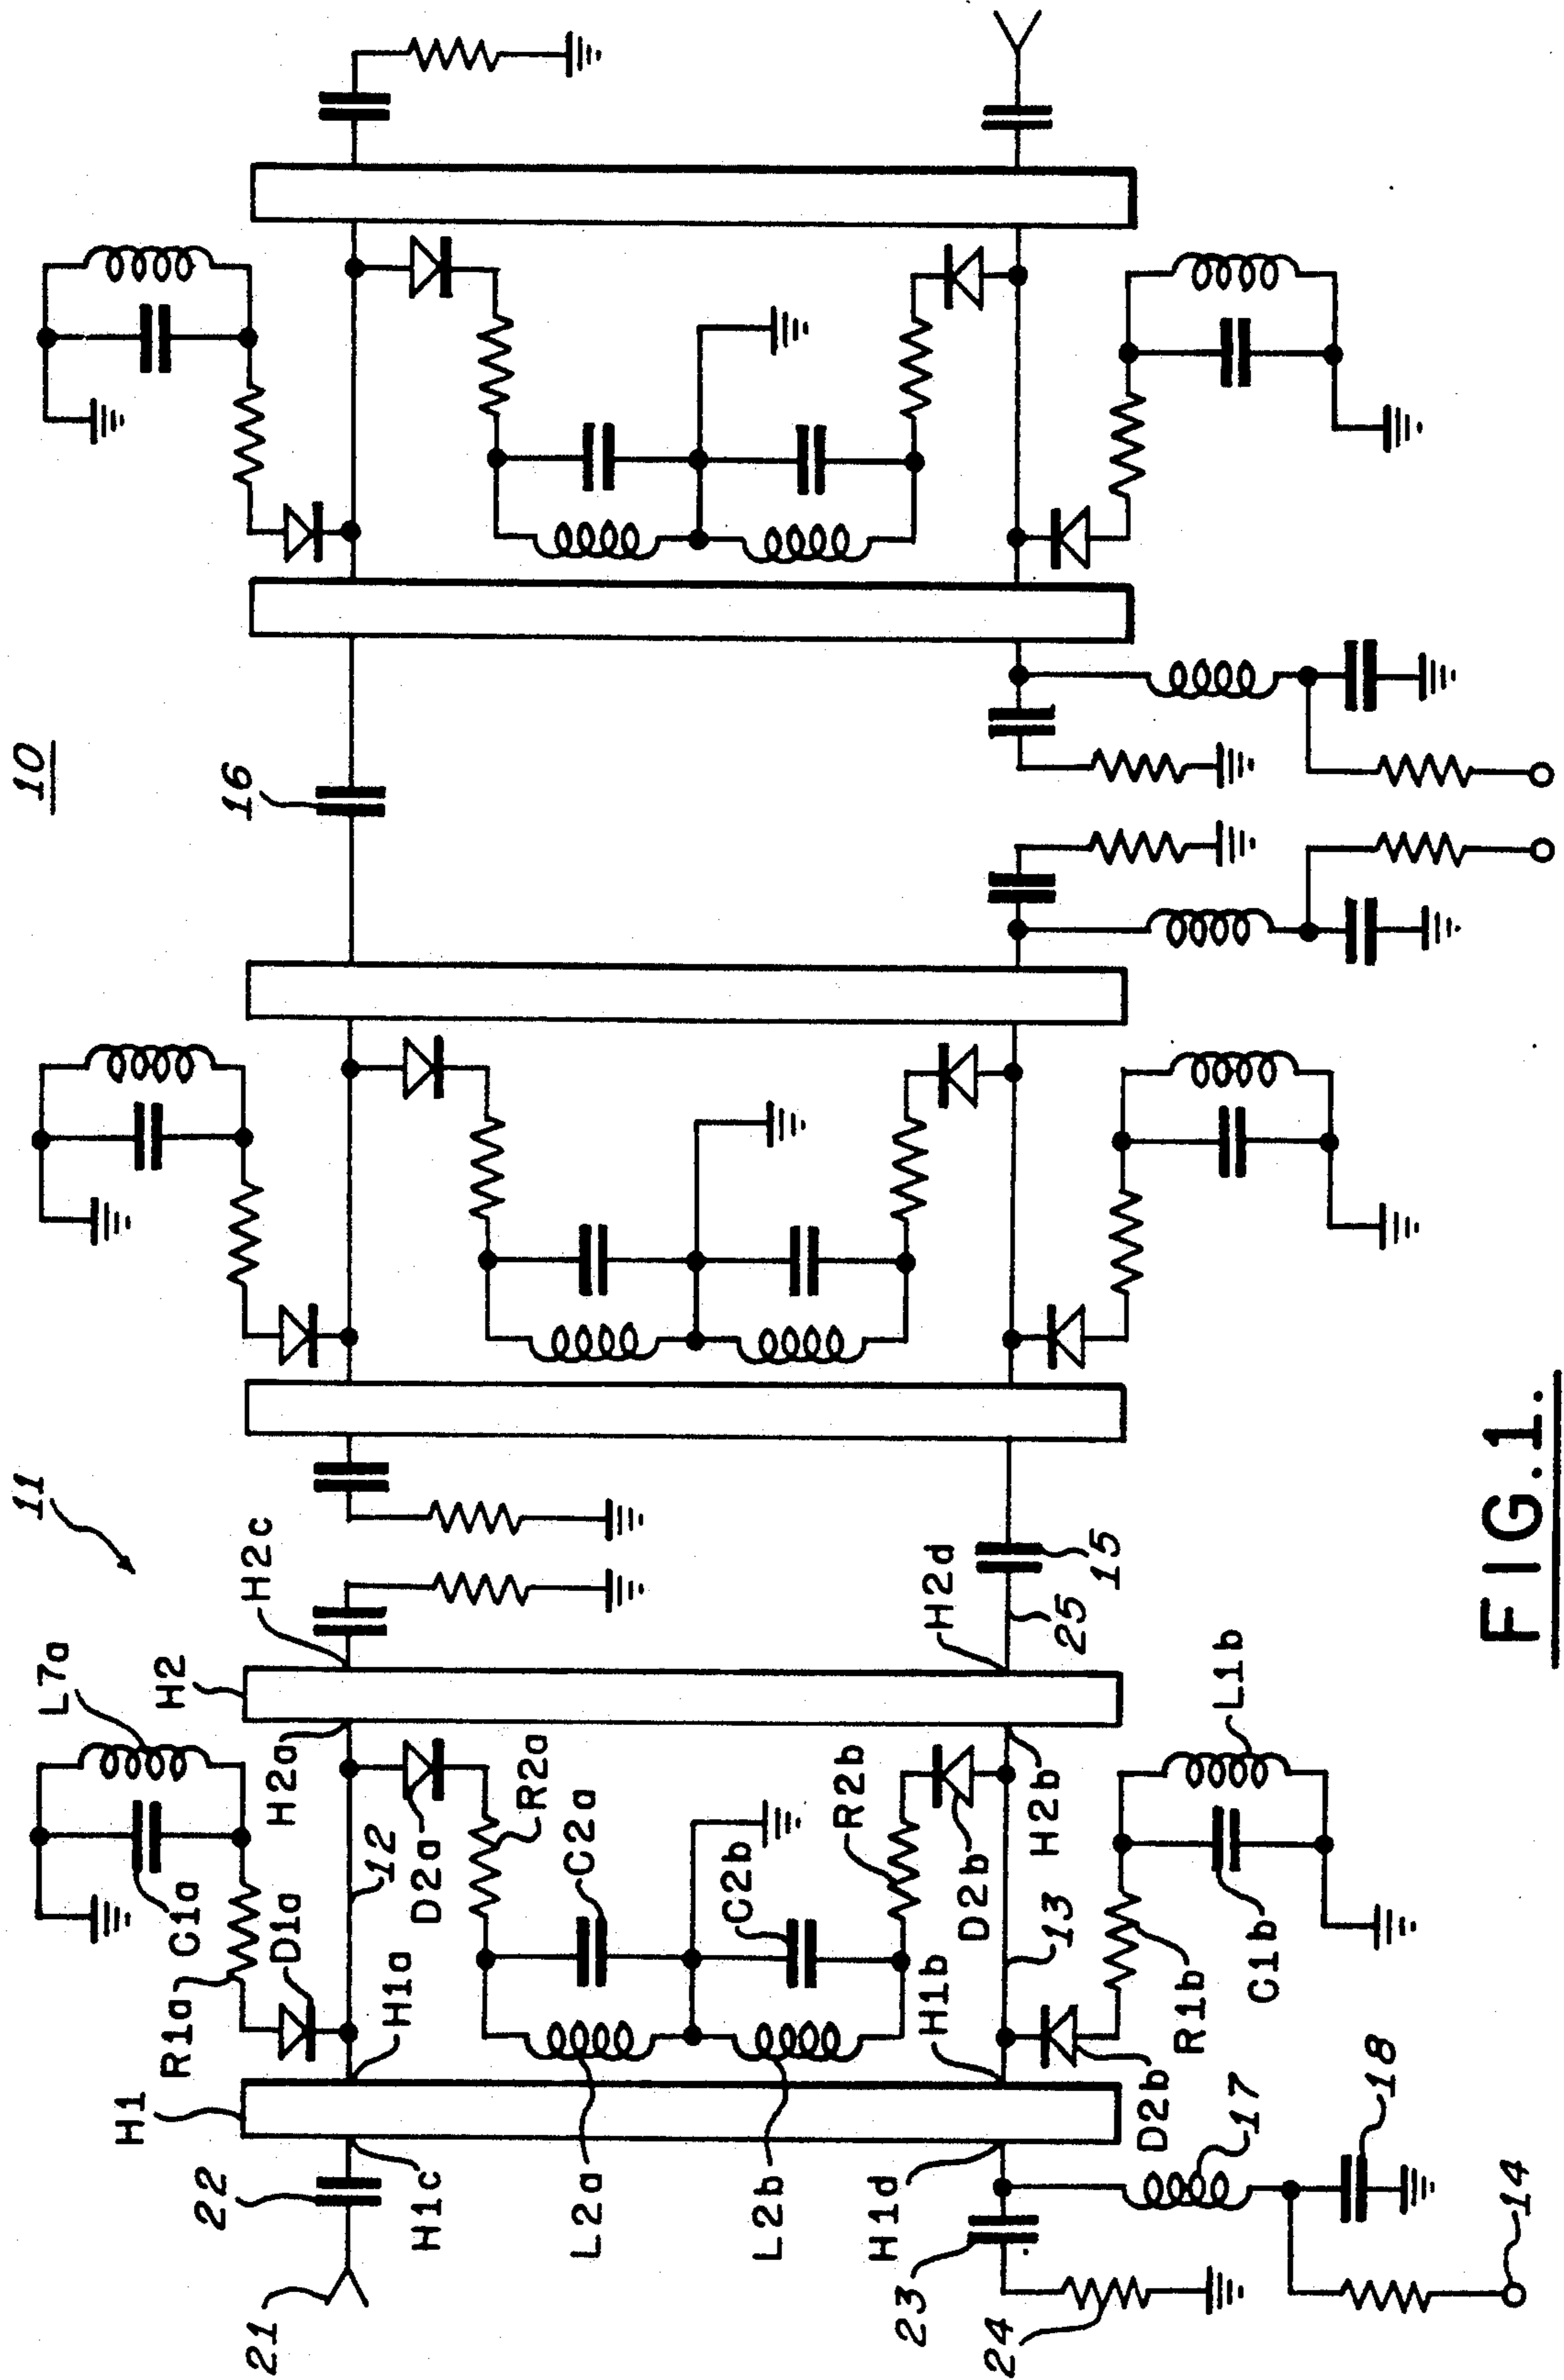 10
11
16
L7a
H2
H2c
C1a
R1a
D1a
H2a
12
H1a
H1
22
H1c
21
D2a
R2a
C2a
L2a
C2b
L2b
R2b
D2b
H2b
13
H1b
H1d
H2d
25
15
L1b
C1b
R1b
D2b
17
18
14
23
24
FIG.1.